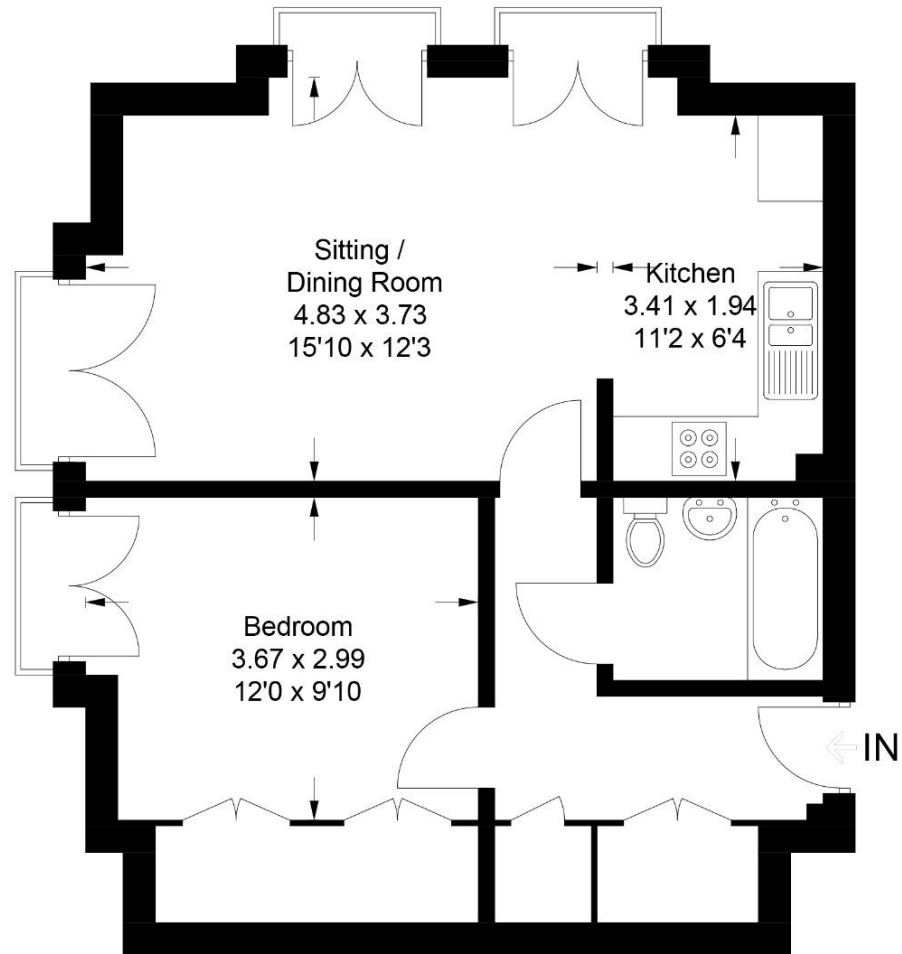 Sitting /
Dining Room
4.83 x 3.73
15'10 x 12'3
Kitchen
3.41 x 1.94
11'2 x 6'4
Bedroom
3.67 x 2.99
12'0 x 9'10
IN